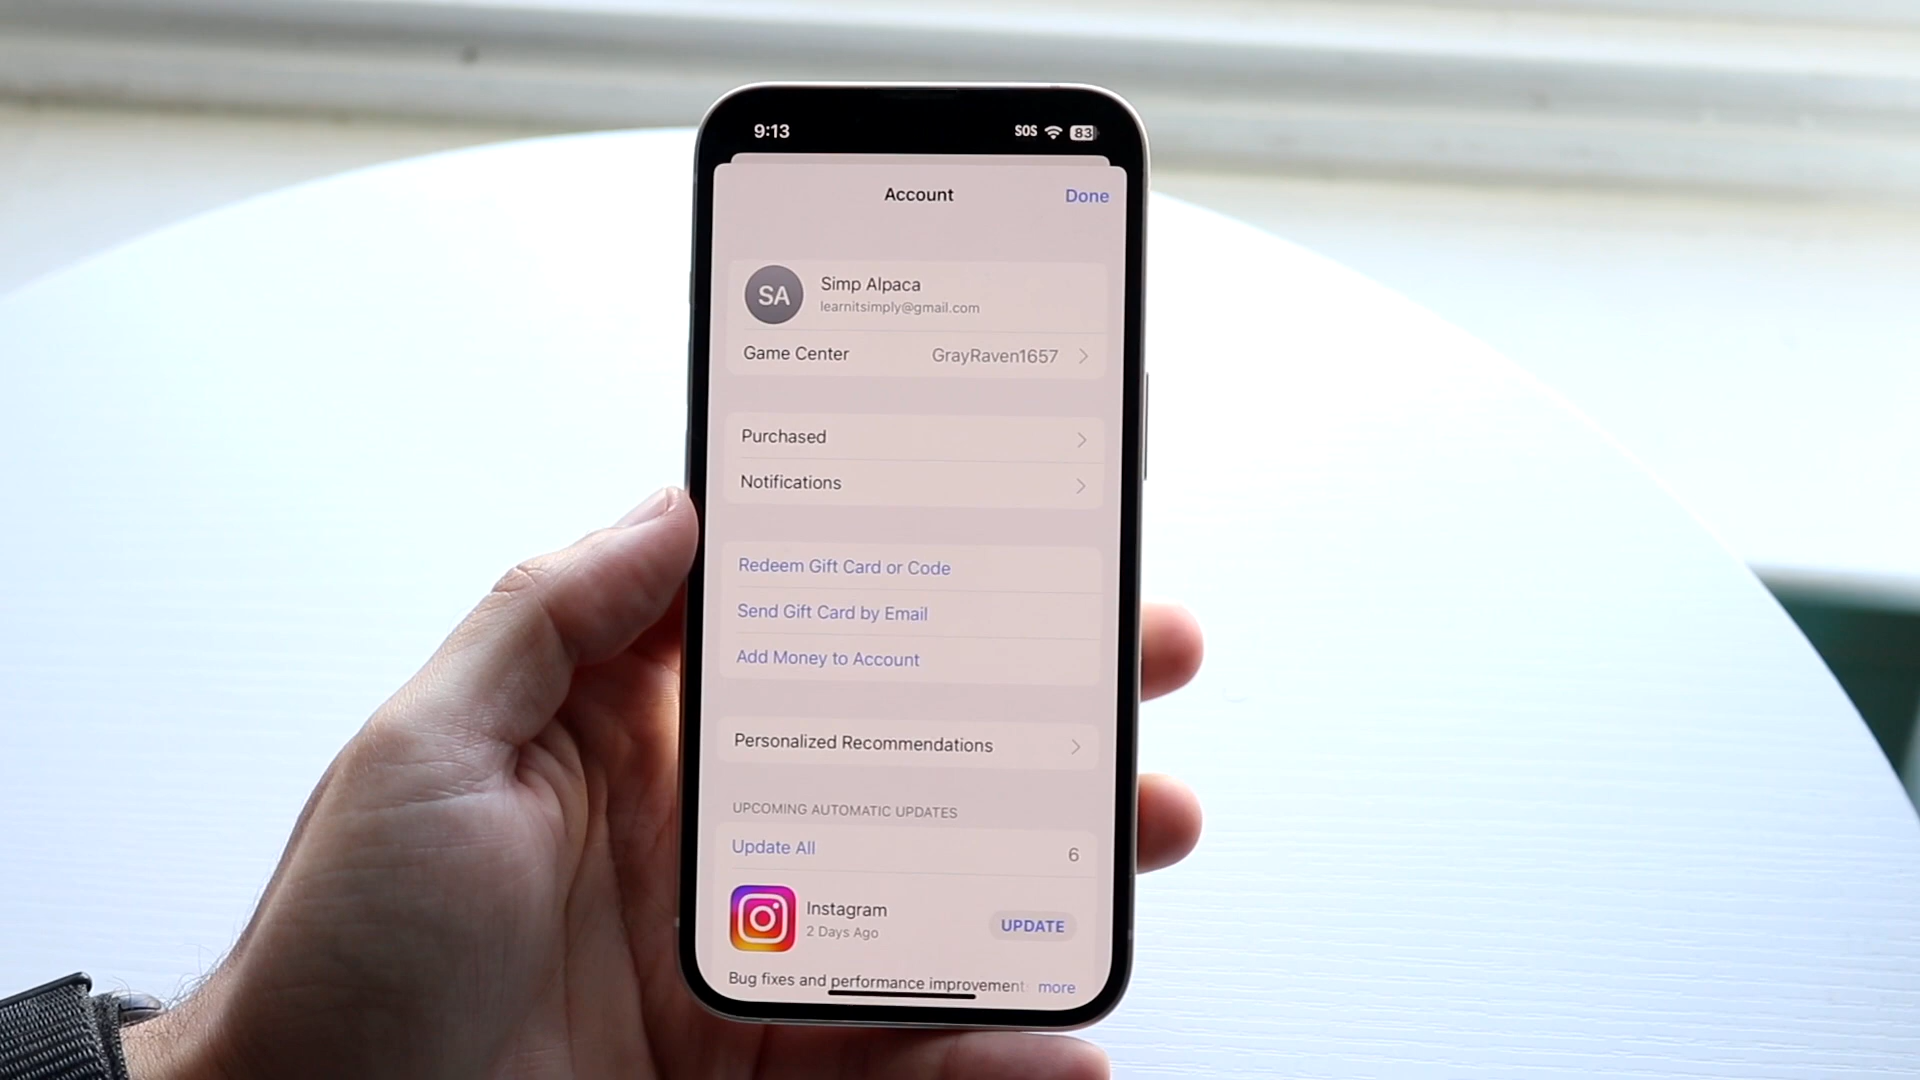 9:13 SOS 83
Account Done
SA
Simp Alpaca
learnitsimply@gmail.com
Game Center GrayRaven1657
Purchased
Notifications
Redeem Gift Card or Code
Send Gift Card by Email
Add Money to Account
Personalized Recommendations
UPCOMING AUTOMATIC UPDATES
Update All 6
Instagram
2 Days Ago
UPDATE
Bug fixes and performance improvement more